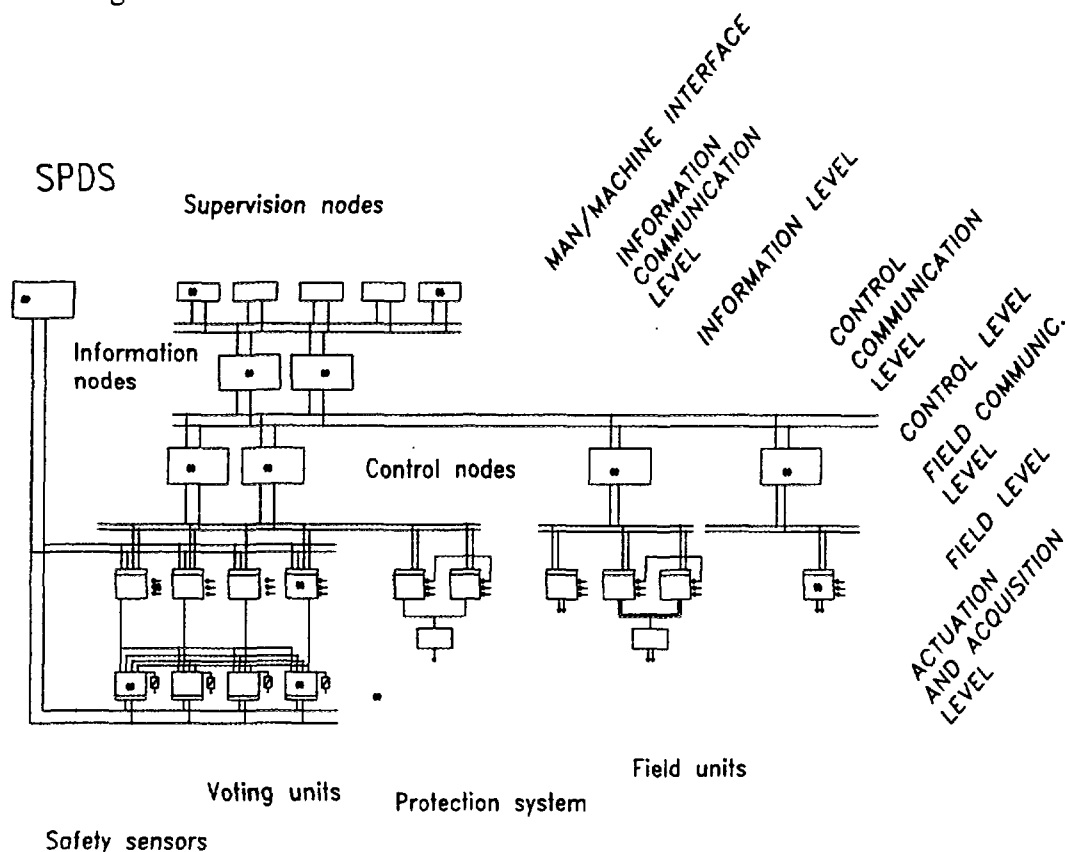 MAN/MACHINE INTERFACE
INFORMATION
COMMUNICATION
LEVEL
INFORMATION LEVEL
CONTROL
COMMUNICATION
LEVEL
CONTROL LEVEL
FIELD COMMUNIC.
LEVEL
FIELD LEVEL
ACTUATION
AND ACQUISITION
LEVEL
SPDS
Supervision nodes
Information
nodes
Control nodes
Field units
Voting units
Protection system
Safety sensors